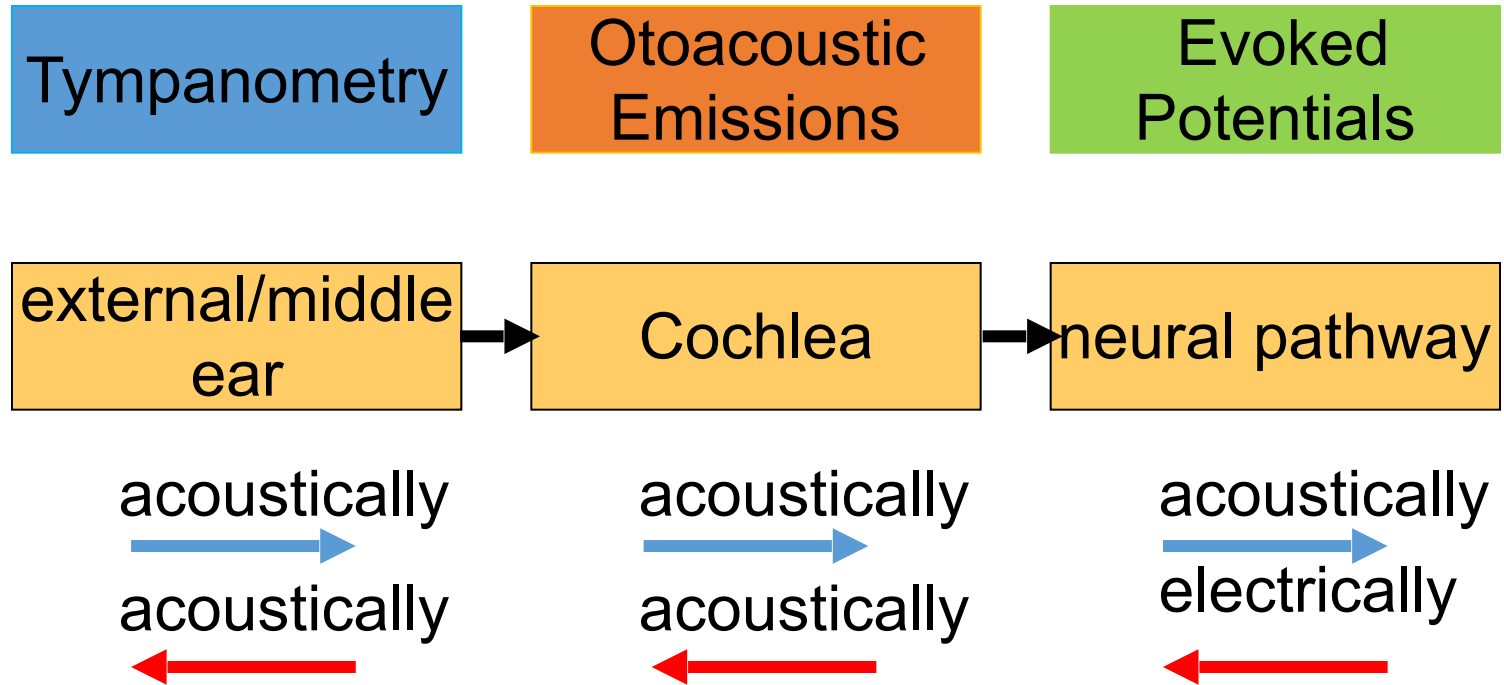 Tympanometry
Otoacoustic
Emissions
Evoked
Potentials
external/middle
ear
Cochlea
neural pathway
acoustically
acoustically
acoustically
acoustically
acoustically
electrically